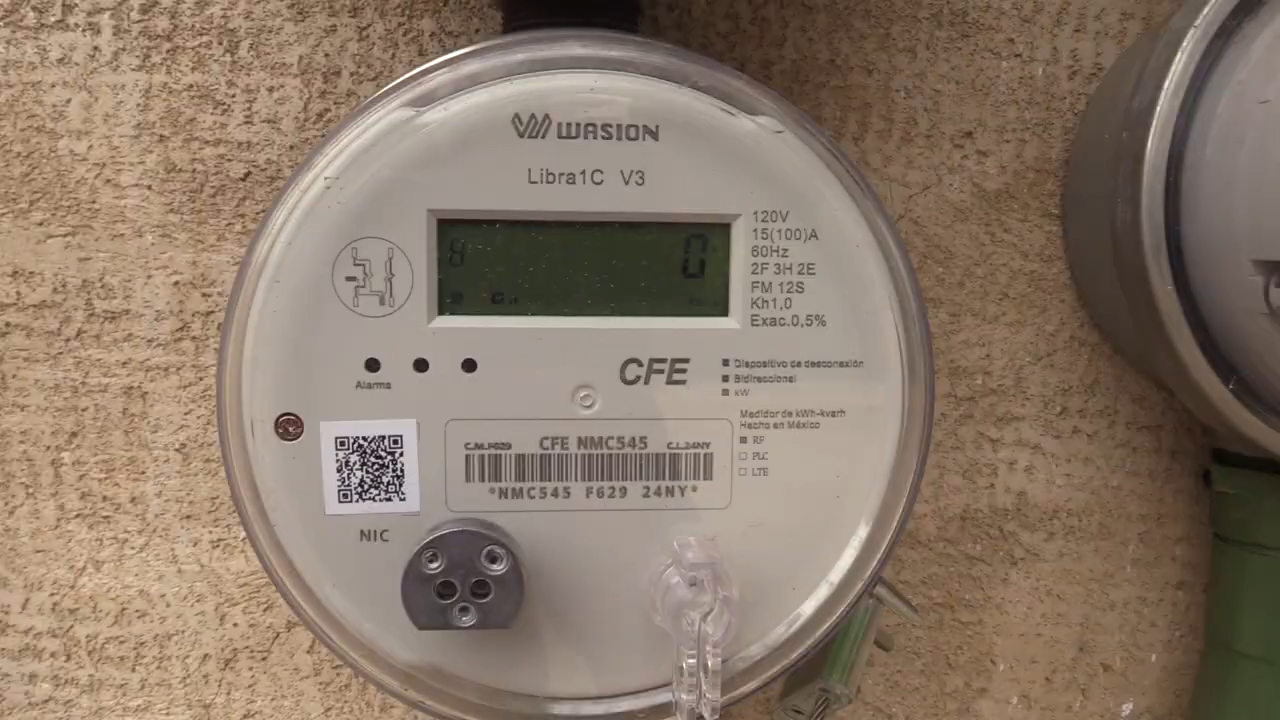 WASION
Libra1C V3
0
120V
15(100)A
60Hz
2F 3H 2E
FM 12S
Kh1,0
Exac.0,5%
Alarma
CFE
Dispositivo de desconexión
Bidireccional
kW
Medidor de kWh-kvarh
Hecho en México
RF
PLC
LTE
C.M.F629 CFE NMC545 C.L.24NY
*NMC545 F629 24NY*
NIC